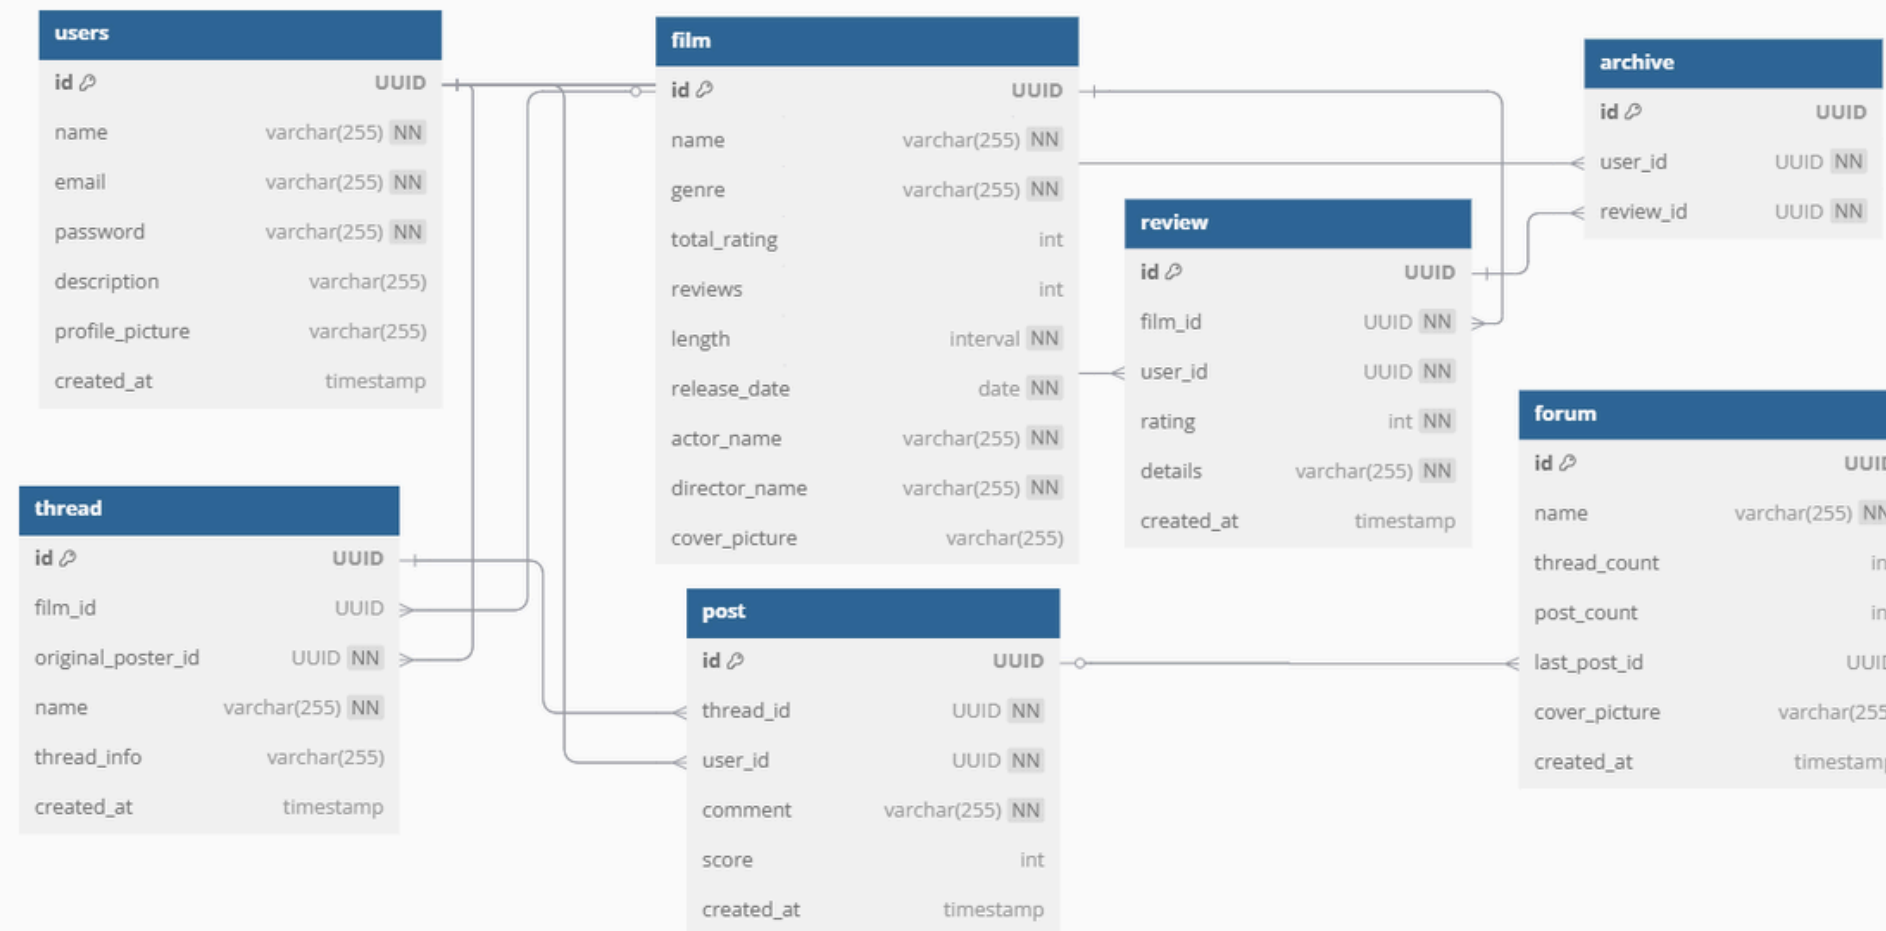 users
id UUID
name varchar(255) NN
email varchar(255) NN
password varchar(255) NN
description varchar(255)
profile_picture varchar(255)
created_at timestamp
film
id UUID
name varchar(255) NN
genre varchar(255) NN
total_rating int
reviews int
length interval NN
release_date date NN
actor_name varchar(255) NN
director_name varchar(255) NN
cover_picture varchar(255)
archive
id UUID
user_id UUID NN
review_id UUID NN
review
id UUID
film_id UUID NN
user_id UUID NN
rating int NN
details varchar(255) NN
created_at timestamp
forum
id
name varchar(255) NN
thread_count
post_count
last_post_id
cover_picture varchar(255
created_at timestamp
thread
id UUID
film_id UUID
original_poster_id UUID NN
name varchar(255) NN
thread_info varchar(255)
created_at timestamp
post
id UUID
thread_id UUID NN
user_id UUID NN
comment varchar(255) NN
score int
created_at timestamp